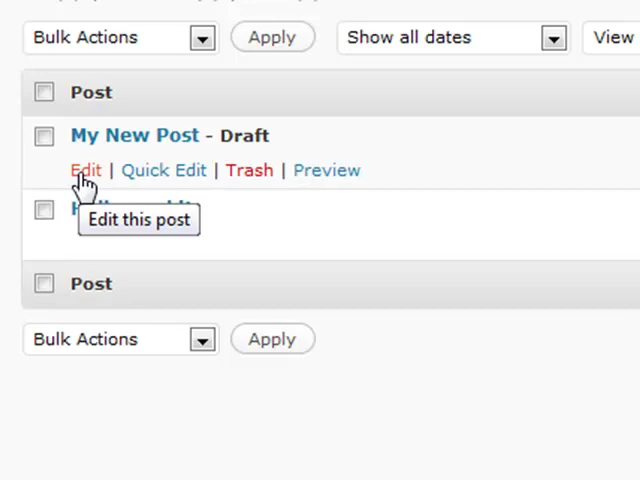 Bulk Actions Apply Show all dates View
Post
My New Post - Draft
Edit | Quick Edit | Trash | Preview
Edit this post
Post
Bulk Actions Apply